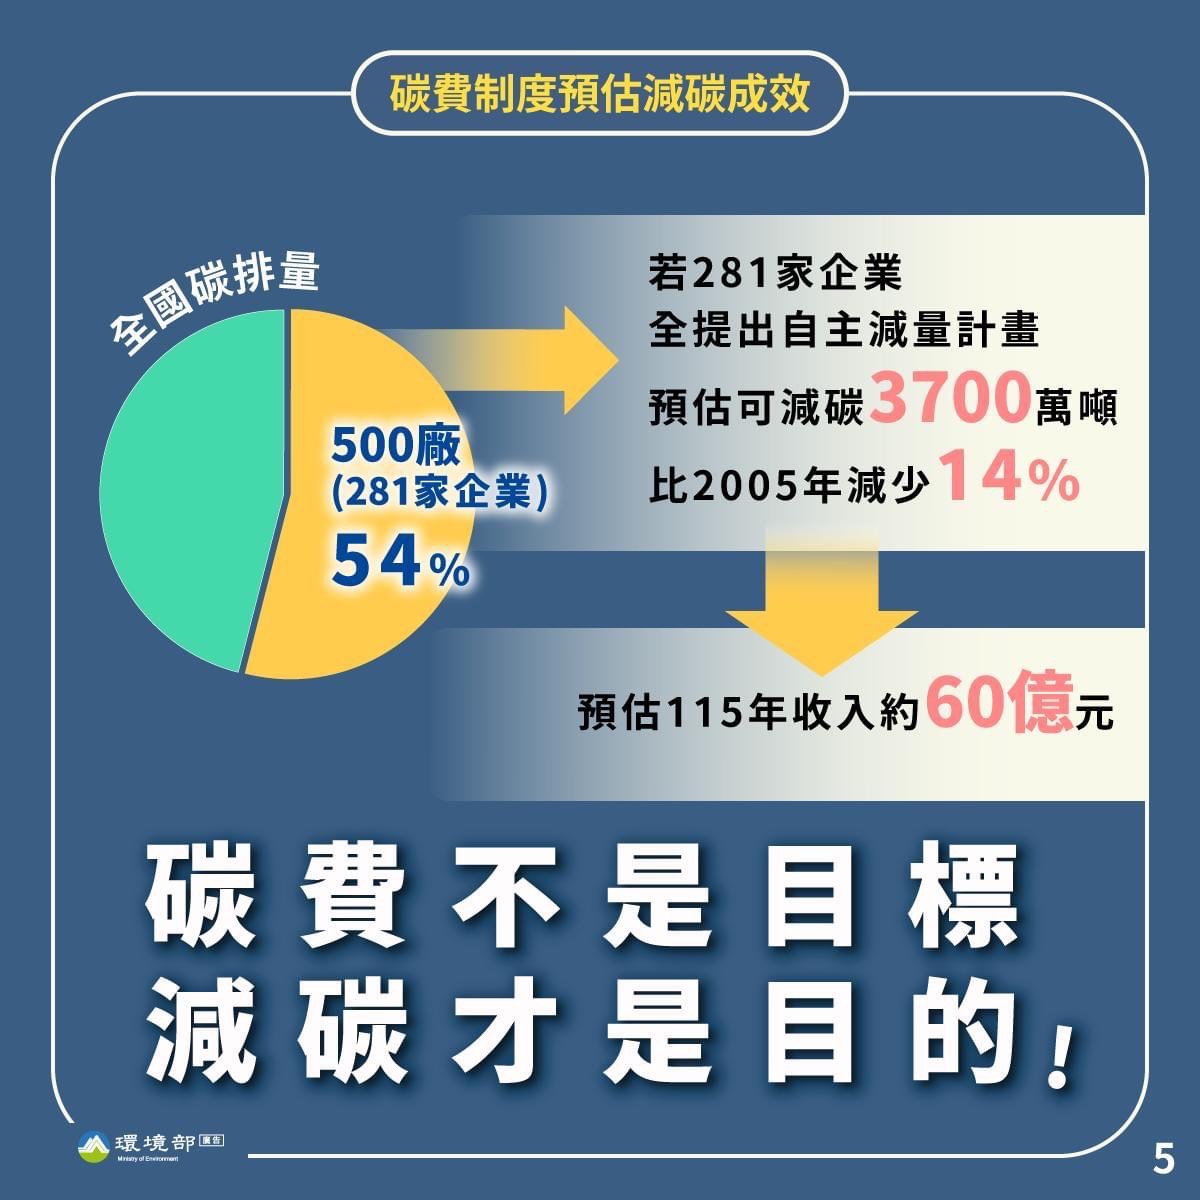 碳費制度預估減碳成效
全國碳排量
500廠
(281家企業)
54%
若281家企業
全提出自主減量計畫
預估可減碳3700萬噸
比2005年減少14%
預估115年收入約60億元
碳費不是目標
減碳才是目的!
環境部 廣告
Ministry of Environment
5